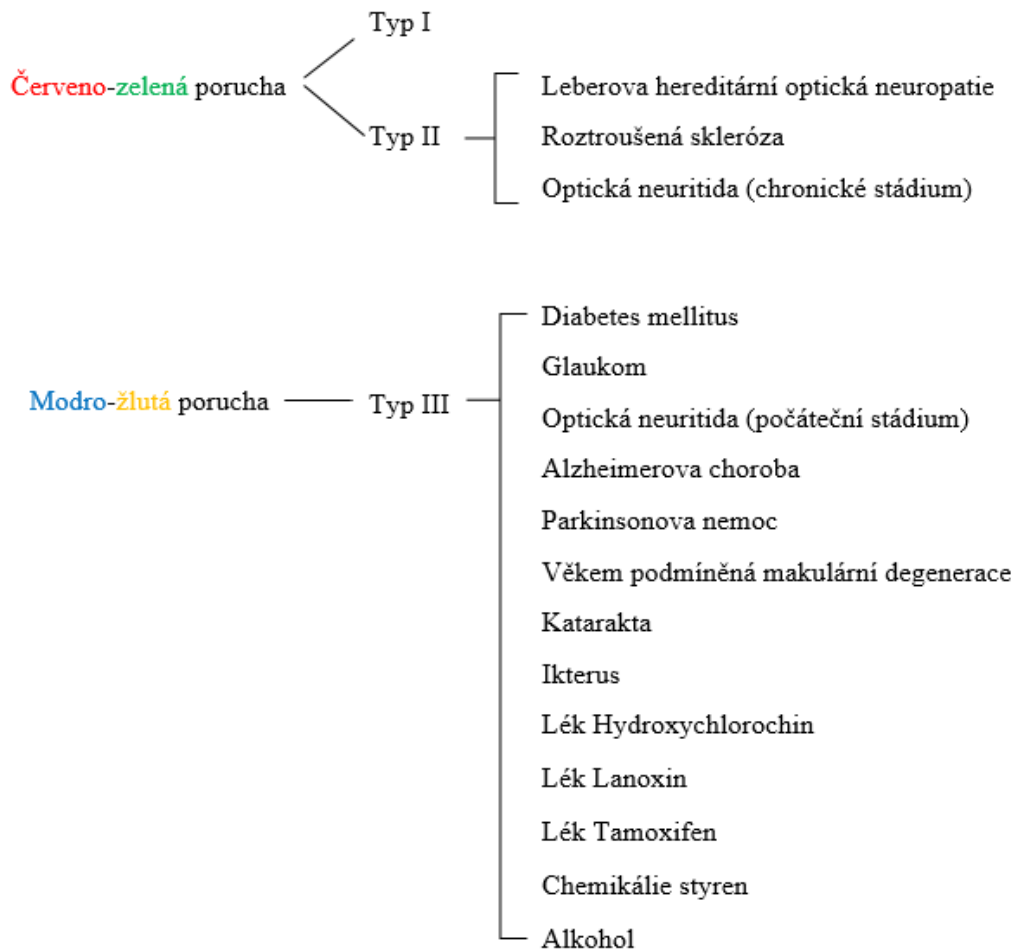 Typ I
Červeno-zelená porucha
Typ II
Leberova hereditární optická neuropatie
Roztroušená skleróza
Optická neuritida (chronické stádium)
Modro-žlutá porucha
Typ III
Diabetes mellitus
Glaukom
Optická neuritida (počáteční stádium)
Alzheimerova choroba
Parkinsonova nemoc
Věkem podmíněná makulární degenerace
Katarakta
Ikterus
Lék Hydroxychlorochin
Lék Lanoxin
Lék Tamoxifen
Chemikálie styren
Alkohol